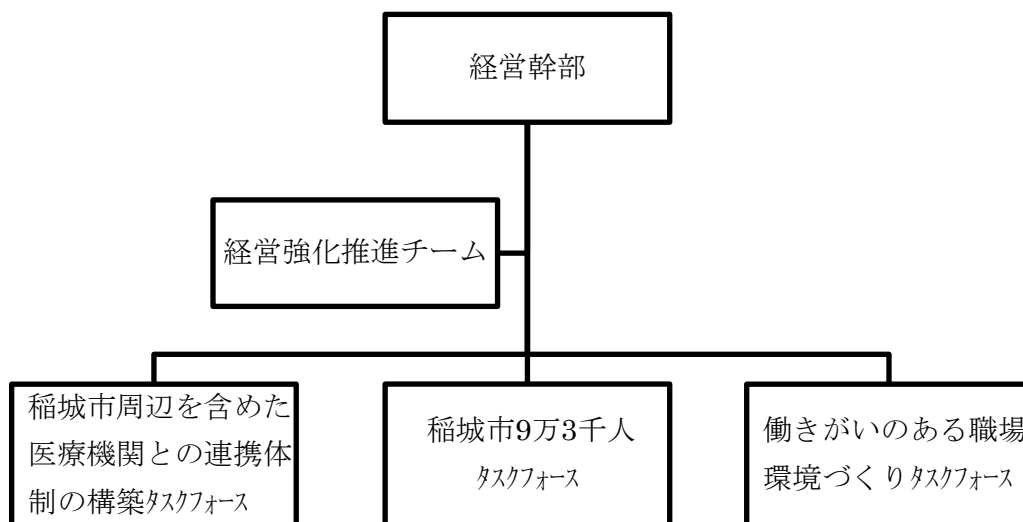 経営幹部
経営強化推進チーム
稲城市周辺を含めた
医療機関との連携体
制の構築ﾀｽｸﾌｫｰｽ
稲城市9万3千人
ﾀｽｸﾌｫｰｽ
働きがいのある職場
環境づくりﾀｽｸﾌｫｰｽ